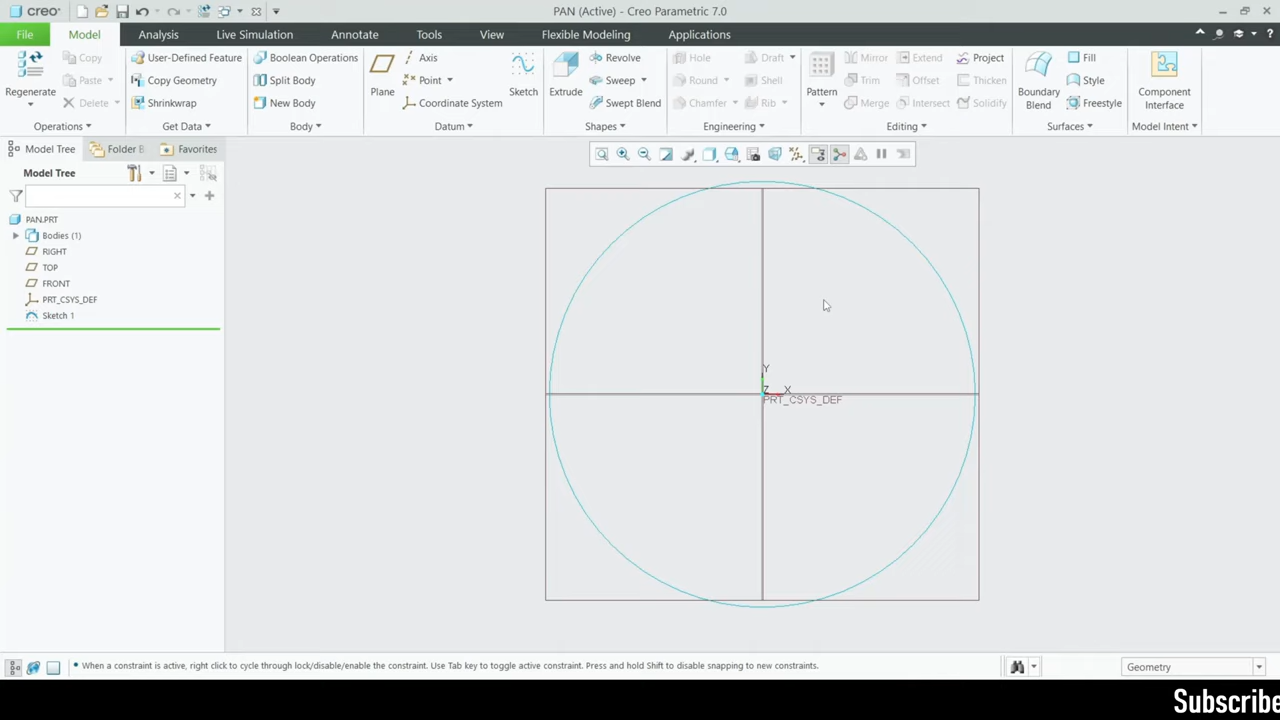 creo
PAN (Active) - Creo Parametric 7.0
File
Model
Analysis
Live Simulation
Annotate
Tools
View
Flexible Modeling
Applications
Regenerate
Copy
Paste
Delete
Operations
User-Defined Feature
Copy Geometry
Shrinkwrap
Get Data
Boolean Operations
Split Body
New Body
Body
Plane
Axis
Point
Coordinate System
Sketch
Datum
Extrude
Revolve
Sweep
Swept Blend
Shapes
Hole
Round
Chamfer
Draft
Shell
Rib
Engineering
Pattern
Mirror
Trim
Merge
Extend
Offset
Intersect
Project
Thicken
Solidify
Editing
Boundary
Blend
Fill
Style
Freestyle
Surfaces
Component
Interface
Model Intent
Model Tree
Folder B
Favorites
Model Tree
PAN.PRT
Bodies (1)
RIGHT
TOP
FRONT
PRT_CSYS_DEF
Sketch 1
Y
Z
X
PRT_CSYS_DEF
When a constraint is active, right click to cycle through lock/disable/enable the constraint. Use Tab key to toggle active constraint. Press and hold Shift to disable snapping to new constraints.
Geometry
Subscribe